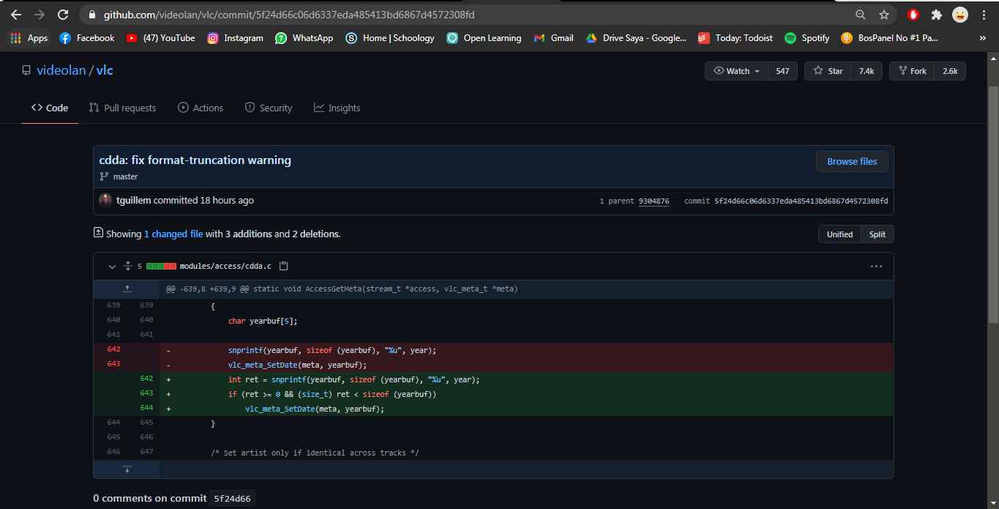 github.com/videolan/vlc/commit/5f24d66c06d6337eda485413bd6867d4572308fd
Apps Facebook (47) YouTube Instagram WhatsApp Home | Schoology Open Learning Gmail Drive Saya - Google... Today: Todoist Spotify BosPanel No #1 Pa... »
videolan / vlc Watch 547 Star 7.4k Fork 2.6k
Code Pull requests Actions Security Insights
cdda: fix format-truncation warning Browse files
master
tguillem committed 18 hours ago 1 parent 9304876 commit 5f24d66c06d6337eda485413bd6867d4572308fd
Showing 1 changed file with 3 additions and 2 deletions. Unified Split
5 modules/access/cdda.c ...
@@ -639,8 +639,9 @@ static void AccessGetMeta(stream_t *access, vlc_meta_t *meta)
639 639 {
640 640 char yearbuf[5];
641 641
642 - snprintf(yearbuf, sizeof (yearbuf), "%u", year);
643 - vlc_meta_SetDate(meta, yearbuf);
642 + int ret = snprintf(yearbuf, sizeof (yearbuf), "%u", year);
643 + if (ret >= 0 && (size_t) ret < sizeof (yearbuf))
644 + vlc_meta_SetDate(meta, yearbuf);
644 645 }
645 646
646 647 /* Set artist only if identical across tracks */
0 comments on commit 5f24d66